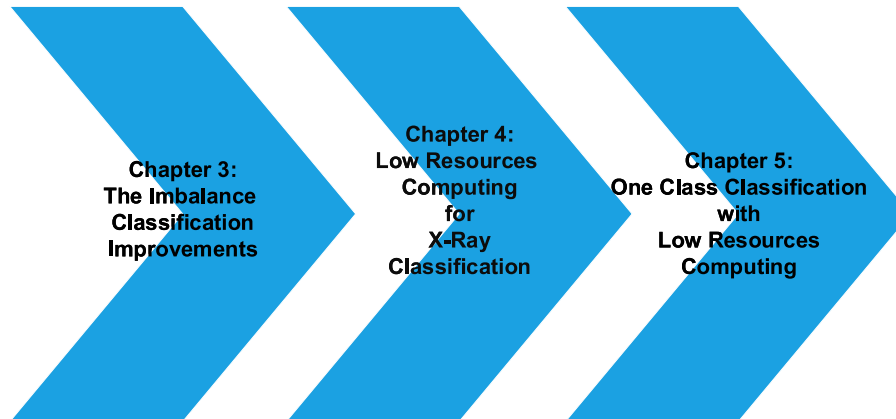 Chapter 3:
The Imbalance
Classification
Improvements
Chapter 4:
Low Resources
Computing
for
X-Ray
Classification
Chapter 5:
One Class Classification
with
Low Resources
Computing